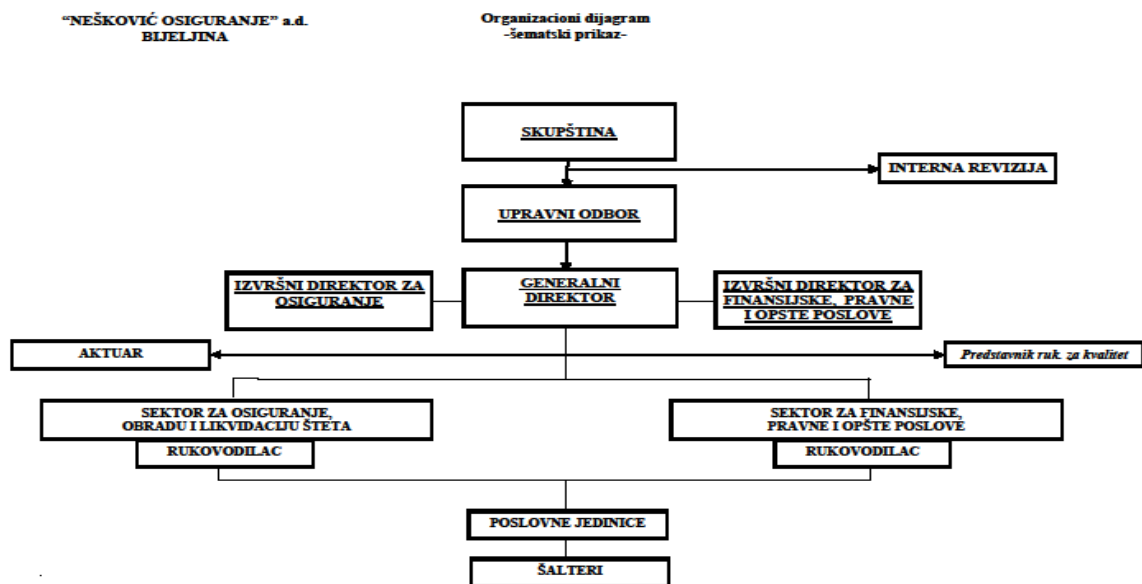 “NEŠKOVIĆ OSIGURANJE” a.d.
BIJELJINA
Organizacioni dijagram
-šematski prikaz-
SKUPŠTINA
INTERNA REVIZIJA
UPRAVNI ODBOR
IZVRŠNI DIREKTOR ZA
OSIGURANJE
GENERALNI
DIREKTOR
IZVRŠNI DIREKTOR ZA
FINANSIJSKE, PRAVNE
I OPŠTE POSLOVE
AKTUAR
Predstavnik ruk. za kvalitet
SEKTOR ZA OSIGURANJE,
OBRADU I LIKVIDACIJU ŠTETA
RUKOVODILAC
SEKTOR ZA FINANSIJSKE,
PRAVNE I OPŠTE POSLOVE
RUKOVODILAC
POSLOVNE JEDINICE
ŠALTERI
.